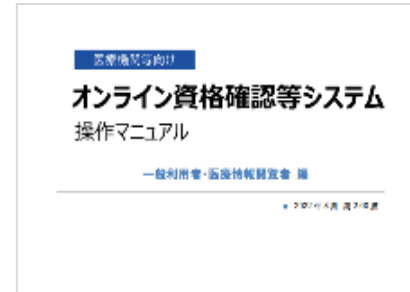 医療機関等向け
オンライン資格確認等システム
操作マニュアル
一般利用者・医療情報閲覧者 編